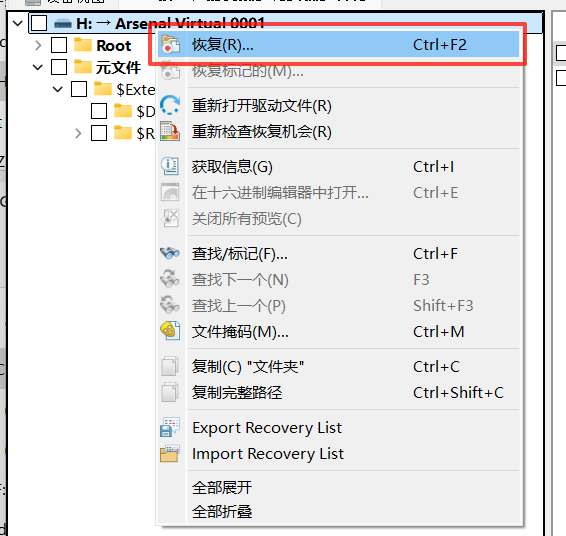 H: → Arsenal Virtual 0001
Root
恢复(R)... Ctrl+F2
元文件
恢复标记的(M)...
$Exte
$D
重新打开驱动文件(R)
$R
重新检查恢复机会(R)
获取信息(G) Ctrl+I
在十六进制编辑器中打开... Ctrl+E
关闭所有预览(C)
查找/标记(F)... Ctrl+F
查找下一个(N) F3
查找上一个(P) Shift+F3
文件掩码(M)... Ctrl+M
复制(C) "文件夹" Ctrl+C
复制完整路径 Ctrl+Shift+C
Export Recovery List
Import Recovery List
全部展开
全部折叠